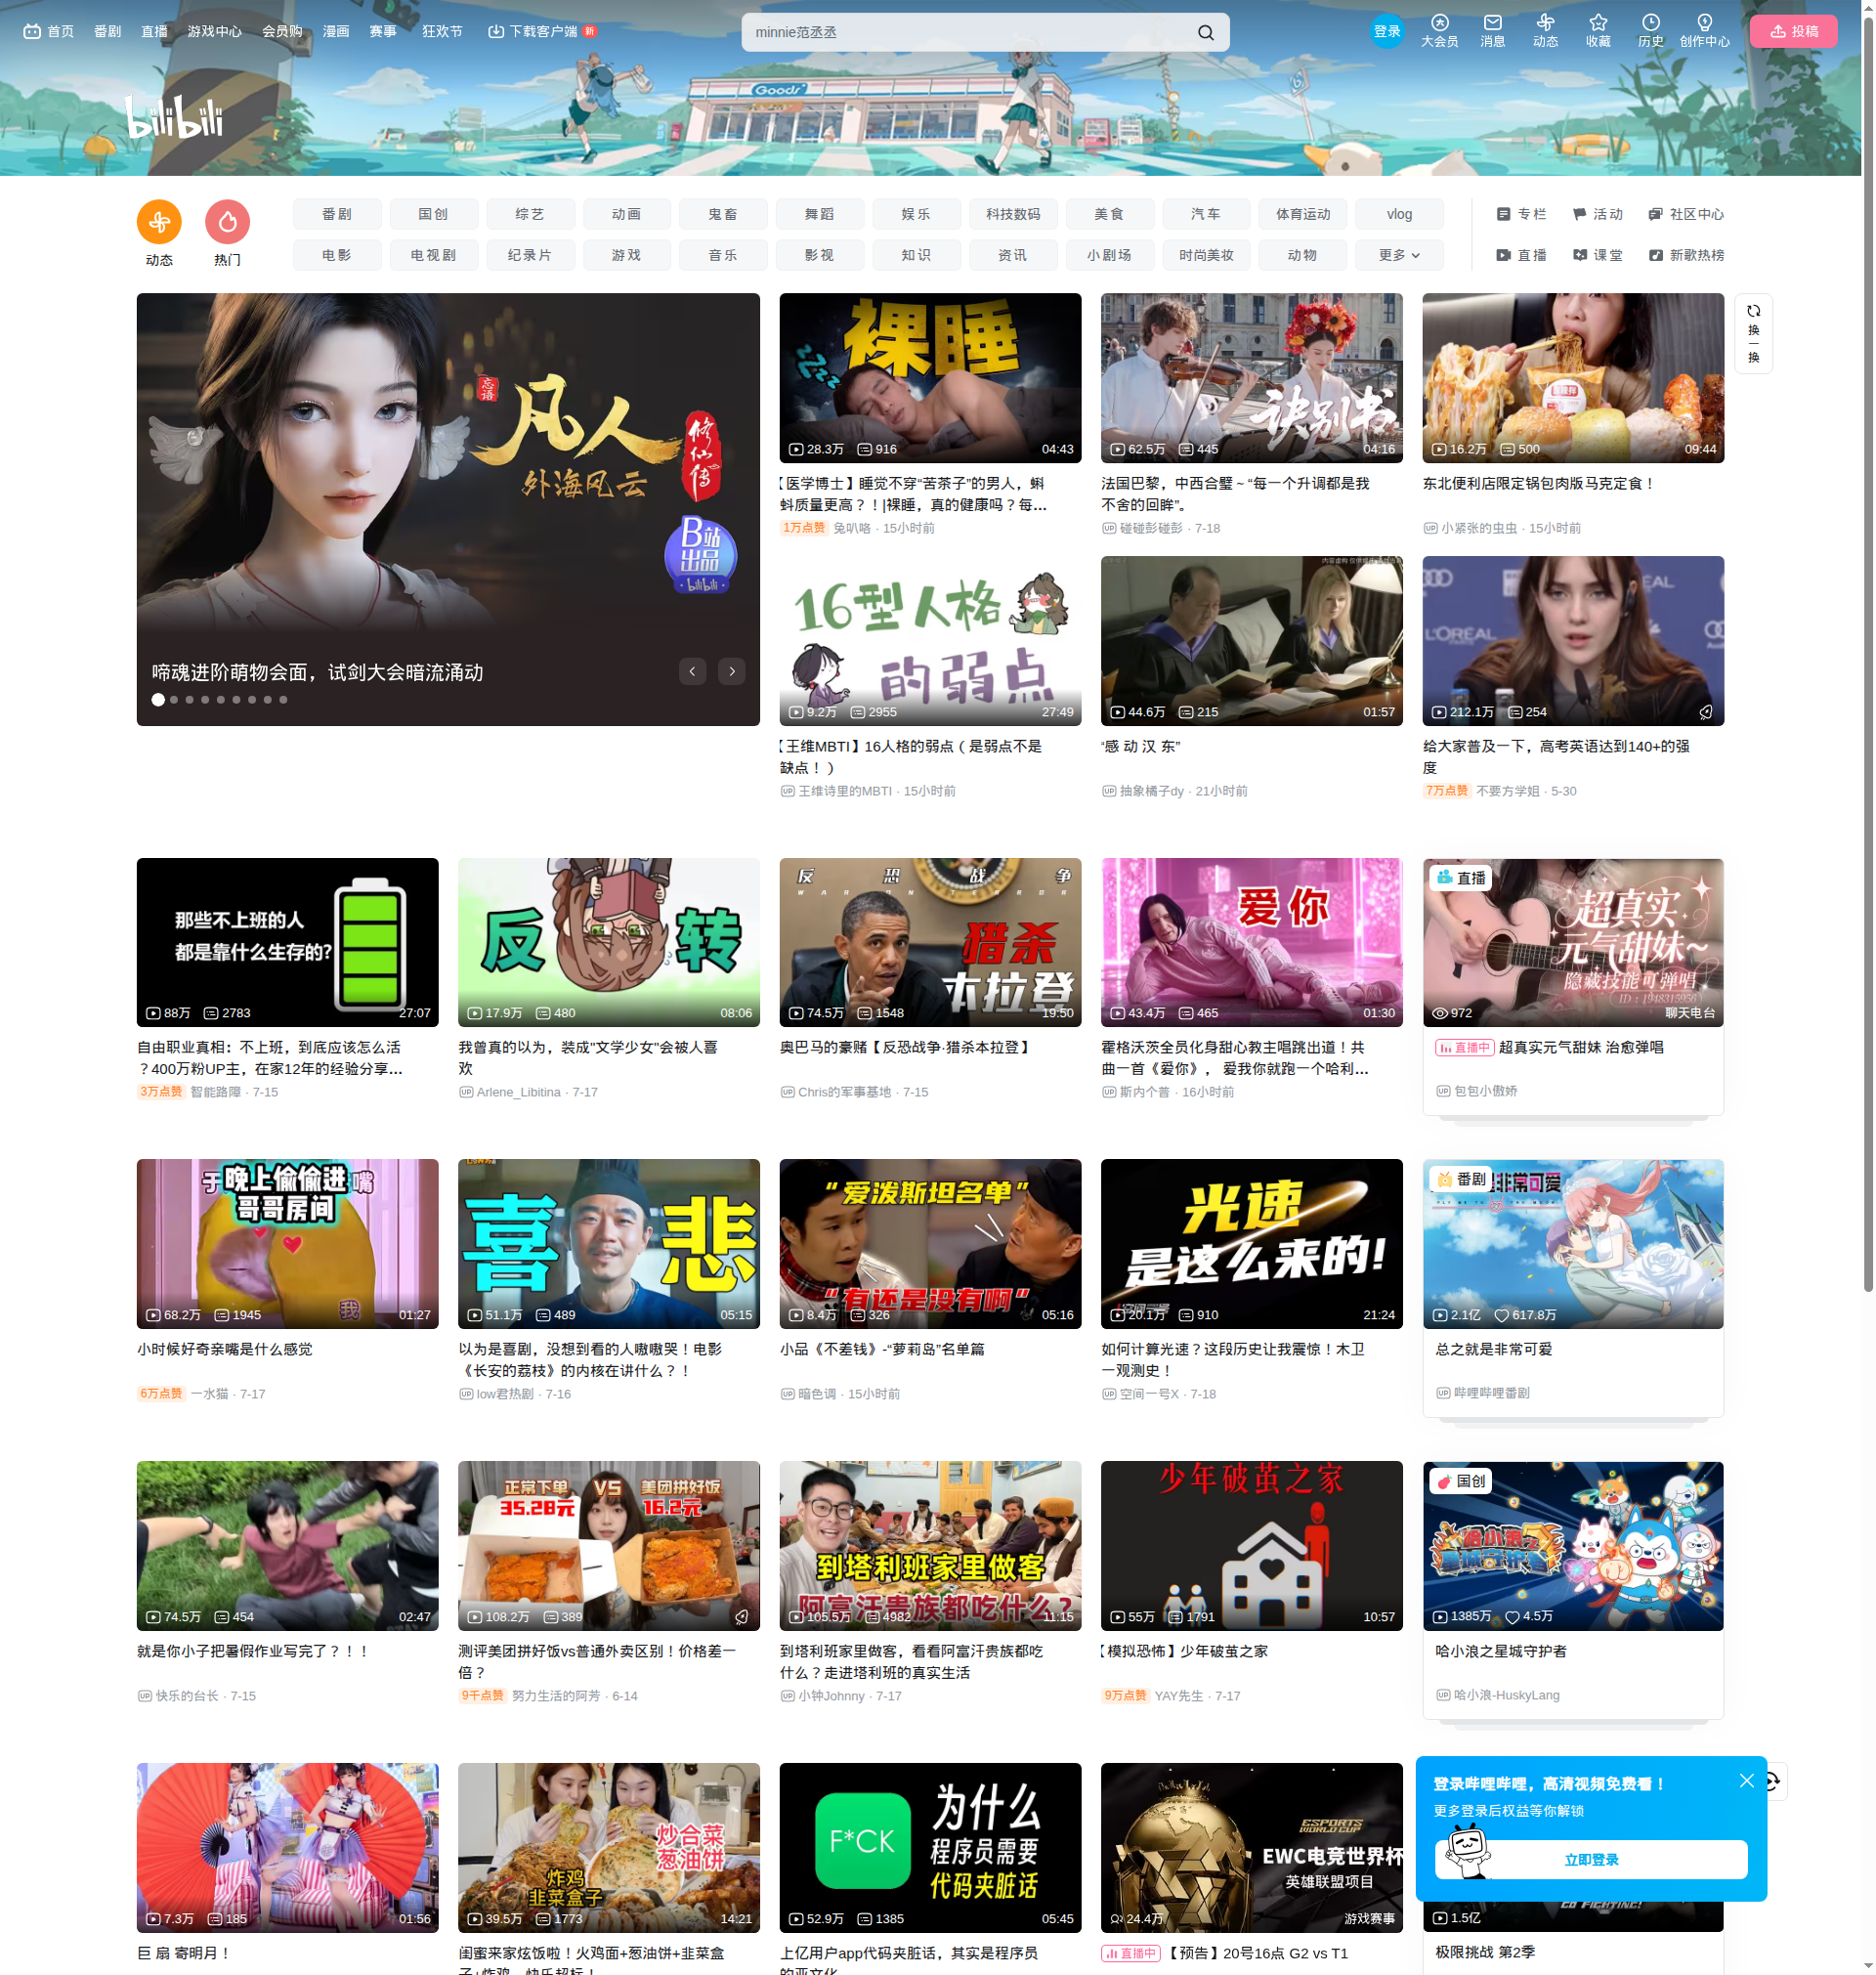 首页 番剧 直播 游戏中心 会员购 漫画 赛事 狂欢节 下载客户端 新
minnie范丞丞
登录 大会员 消息 动态 收藏 历史 创作中心 投稿
Goods
bilibili
动态 热门
番剧 国创 综艺 动画 鬼畜 舞蹈 娱乐 科技数码 美食 汽车 体育运动 vlog
电影 电视剧 纪录片 游戏 音乐 影视 知识 资讯 小剧场 时尚美妆 动物 更多
专栏 活动 社区中心
直播 课堂 新歌热榜
忘语
凡人
修仙传
外海风云
B站出品
bilibili
啼魂进阶萌物会面，试剑大会暗流涌动
裸睡
28.3万 916 04:43
【医学博士】睡觉不穿“苦茶子”的男人，蝌
蚪质量更高？！|裸睡，真的健康吗？每...
1万点赞 兔叭咯 · 15小时前
诀别书
62.5万 445 04:16
法国巴黎，中西合璧 ~ “每一个升调都是我
不舍的回眸”。
碰碰彭碰彭 · 7-18
16.2万 500 09:44
东北便利店限定锅包肉版马克定食！
小紧张的虫虫 · 15小时前
换一换
16型人格
的弱点
9.2万 2955 27:49
【王维MBTI】16人格的弱点（是弱点不是
缺点！）
王维诗里的MBTI · 15小时前
44.6万 215 01:57
“感 动 汉 东”
抽象橘子dy · 21小时前
L'ORÉAL
212.1万 254
给大家普及一下，高考英语达到140+的强
度
7万点赞 不要方学姐 · 5-30
那些不上班的人
都是靠什么生存的?
88万 2783 27:07
自由职业真相：不上班，到底应该怎么活
？400万粉UP主，在家12年的经验分享...
3万点赞 智能路障 · 7-15
反转
17.9万 480 08:06
我曾真的以为，装成"文学少女"会被人喜
欢
Arlene_Libitina · 7-17
反恐战争
WAR ON TERROR
猎杀
本拉登
74.5万 1548 19:50
奥巴马的豪赌【反恐战争·猎杀本拉登】
Chris的军事基地 · 7-15
爱你
43.4万 465 01:30
霍格沃茨全员化身甜心教主唱跳出道！共
曲一首《爱你》， 爱我你就跑一个哈利...
斯内个普 · 16小时前
直播
超真实
元气甜妹~
隐藏技能可弹唱
ID：1948315956
972 聊天电台
直播中 超真实元气甜妹 治愈弹唱
包包小傲娇
于晚上偷偷进嘴
哥哥房间
我
68.2万 1945 01:27
小时候好奇亲嘴是什么感觉
6万点赞 一水猫 · 7-17
喜悲
51.1万 489 05:15
以为是喜剧，没想到看的人嗷嗷哭！电影
《长安的荔枝》的内核在讲什么？！
low君热剧 · 7-16
“爱泼斯坦名单”
“有还是没有啊”
8.4万 326 05:16
小品《不差钱》-“萝莉岛”名单篇
暗色调 · 15小时前
光速
是这么来的!
20.1万 910 21:24
如何计算光速？这段历史让我震惊！木卫
一观测史！
空间一号X · 7-18
番剧
是非常可爱
2.1亿 617.8万
总之就是非常可爱
哔哩哔哩番剧
74.5万 454 02:47
就是你小子把暑假作业写完了？！！
快乐的台长 · 7-15
正常下单 VS 美团拼好饭
35.28元 16.2元
108.2万 389
测评美团拼好饭vs普通外卖区别！价格差一
倍？
9千点赞 努力生活的阿芳 · 6-14
到塔利班家里做客
阿富汗贵族都吃什么?
105.5万 4982 11:15
到塔利班家里做客，看看阿富汗贵族都吃
什么？走进塔利班的真实生活
小钟Johnny · 7-17
少年破茧之家
55万 1791 10:57
【模拟恐怖】少年破茧之家
9万点赞 YAY先生 · 7-17
国创
哈小浪之
星城守护者
1385万 4.5万
哈小浪之星城守护者
哈小浪-HuskyLang
7.3万 185 01:56
巨 扇 寄明月！
炒合菜
葱油饼
炸鸡
韭菜盒子
39.5万 1773 14:21
闺蜜来家炫饭啦！火鸡面+葱油饼+韭菜盒
子+炸鸡，快乐超标！
F*CK
为什么
程序员需要
代码夹脏话
52.9万 1385 05:45
上亿用户app代码夹脏话，其实是程序员
的亚文化
ESPORTS
WORLD CUP
EWC电竞世界杯
英雄联盟项目
24.4万 游戏赛事
直播中 【预告】20号16点 G2 vs T1
登录哔哩哔哩，高清视频免费看！
更多登录后权益等你解锁
立即登录
GO FIGHTING!
1.5亿
极限挑战 第2季